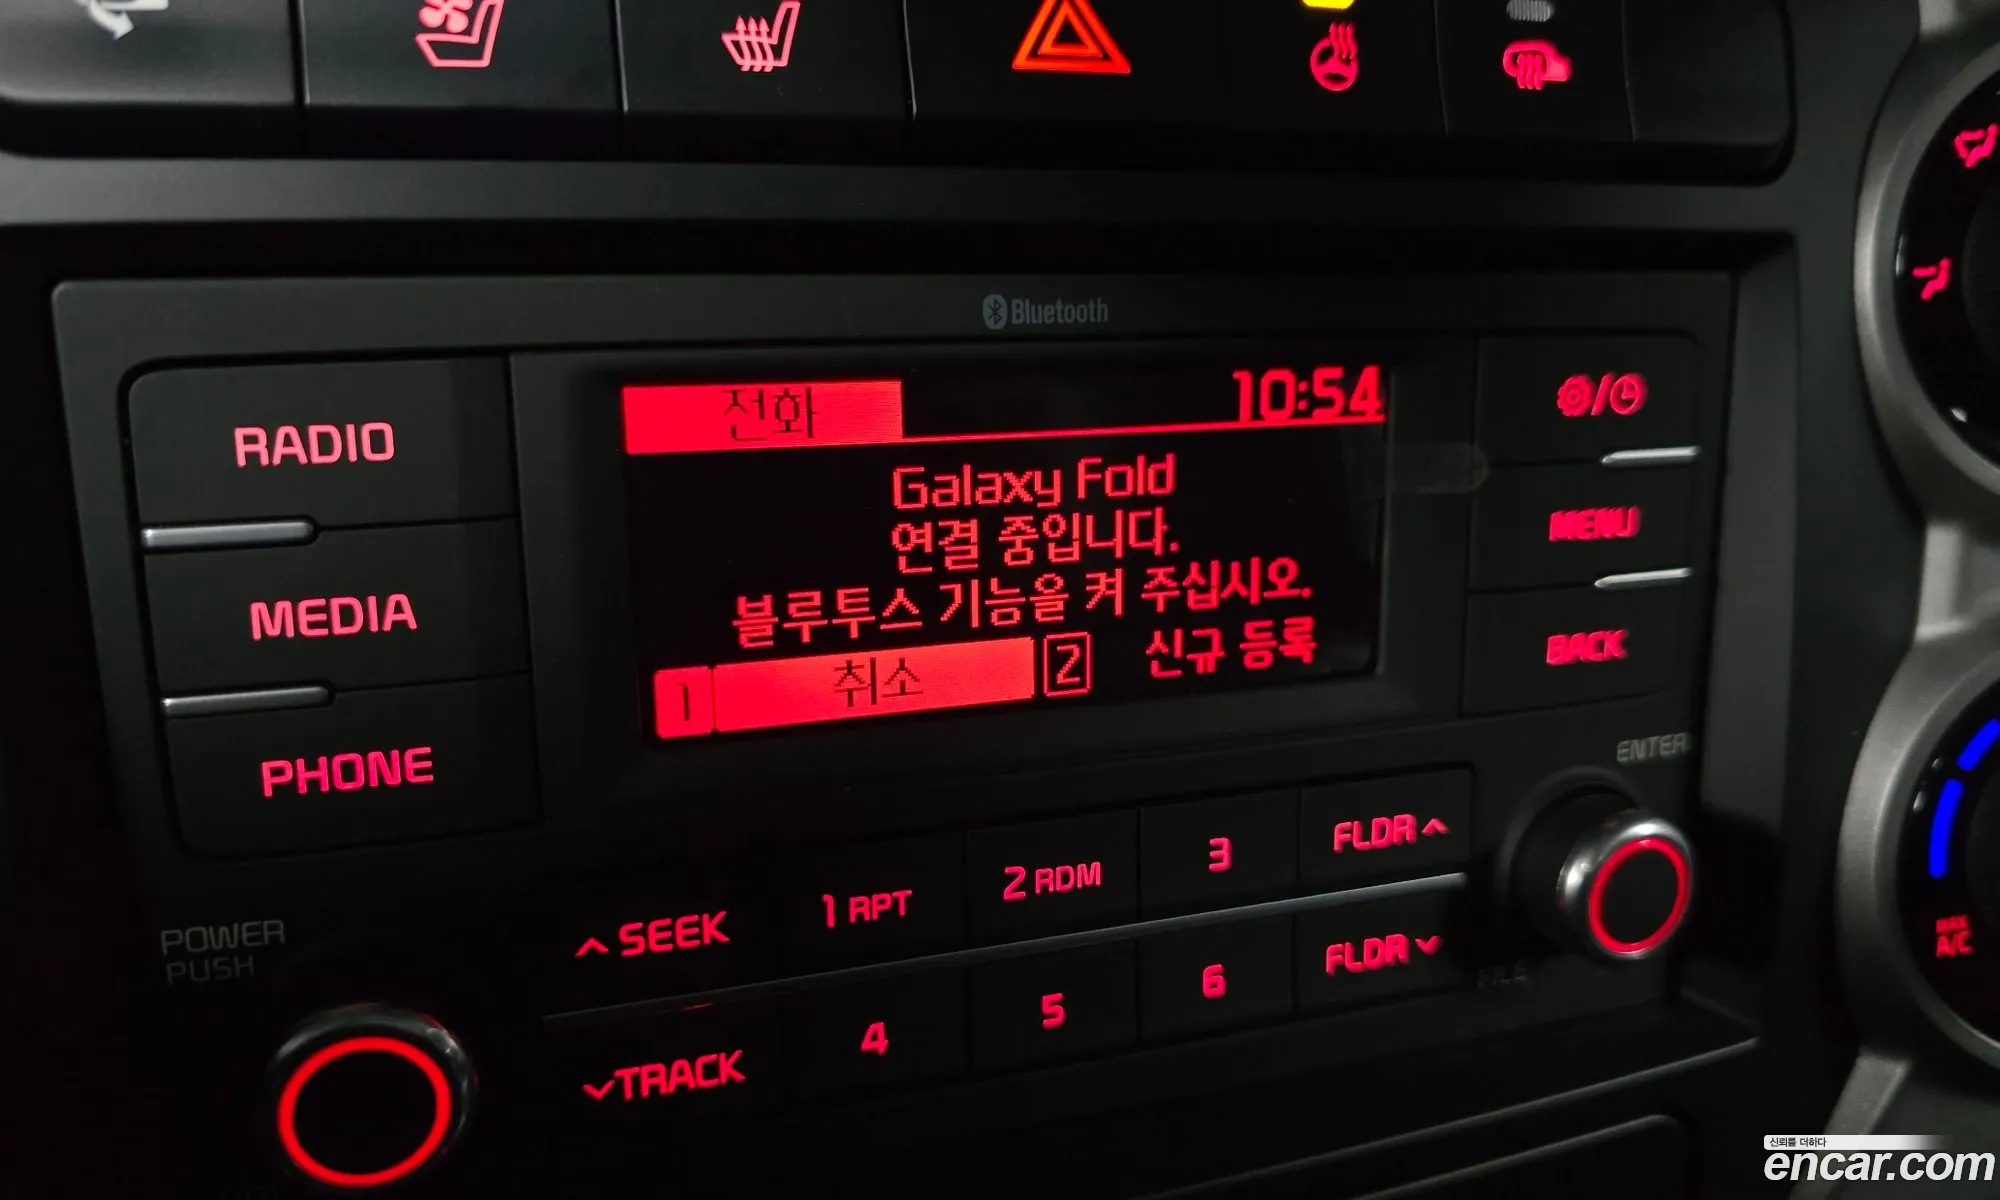 Bluetooth
RADIO
MEDIA
PHONE
전화
10:54
Galaxy Fold
연결 중입니다.
블루투스 기능을 켜 주십시오.
1 취소
2 신규 등록
MENU
BACK
ENTER
POWER
PUSH
SEEK
1 RPT
2 RDM
3
FLDR
TRACK
4
5
6
FLDR
FILE
MAX
A/C
신뢰를 더하다
encar.com